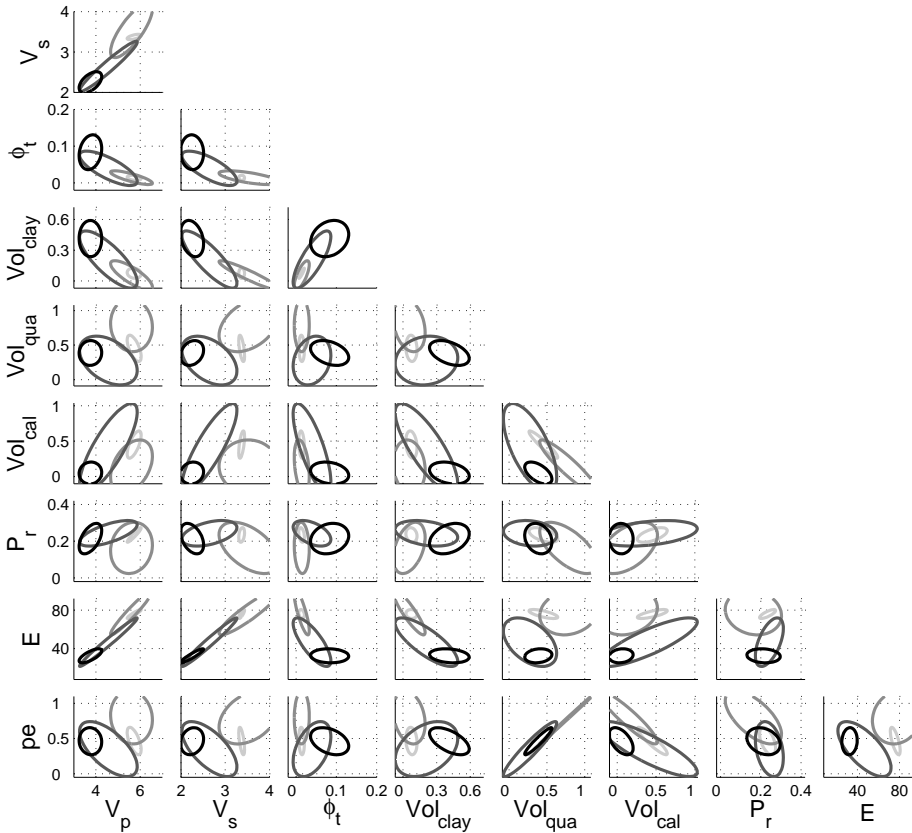 4
V_s 3
2
0.2
ϕ_t 0.1
0
0.6
Vol_clay 0.3
0
1
Vol_qua 0.5
0
1
Vol_cal 0.5
0
0.4
P_r 0.2
0
80
E 40
1
pe 0.5
0
4 6 2 3 4 0 0.1 0.2 0 0.3 0.6 0 0.5 1 0 0.5 1 0 0.2 0.4 40 80
V_p V_s ϕ_t Vol_clay Vol_qua Vol_cal P_r E